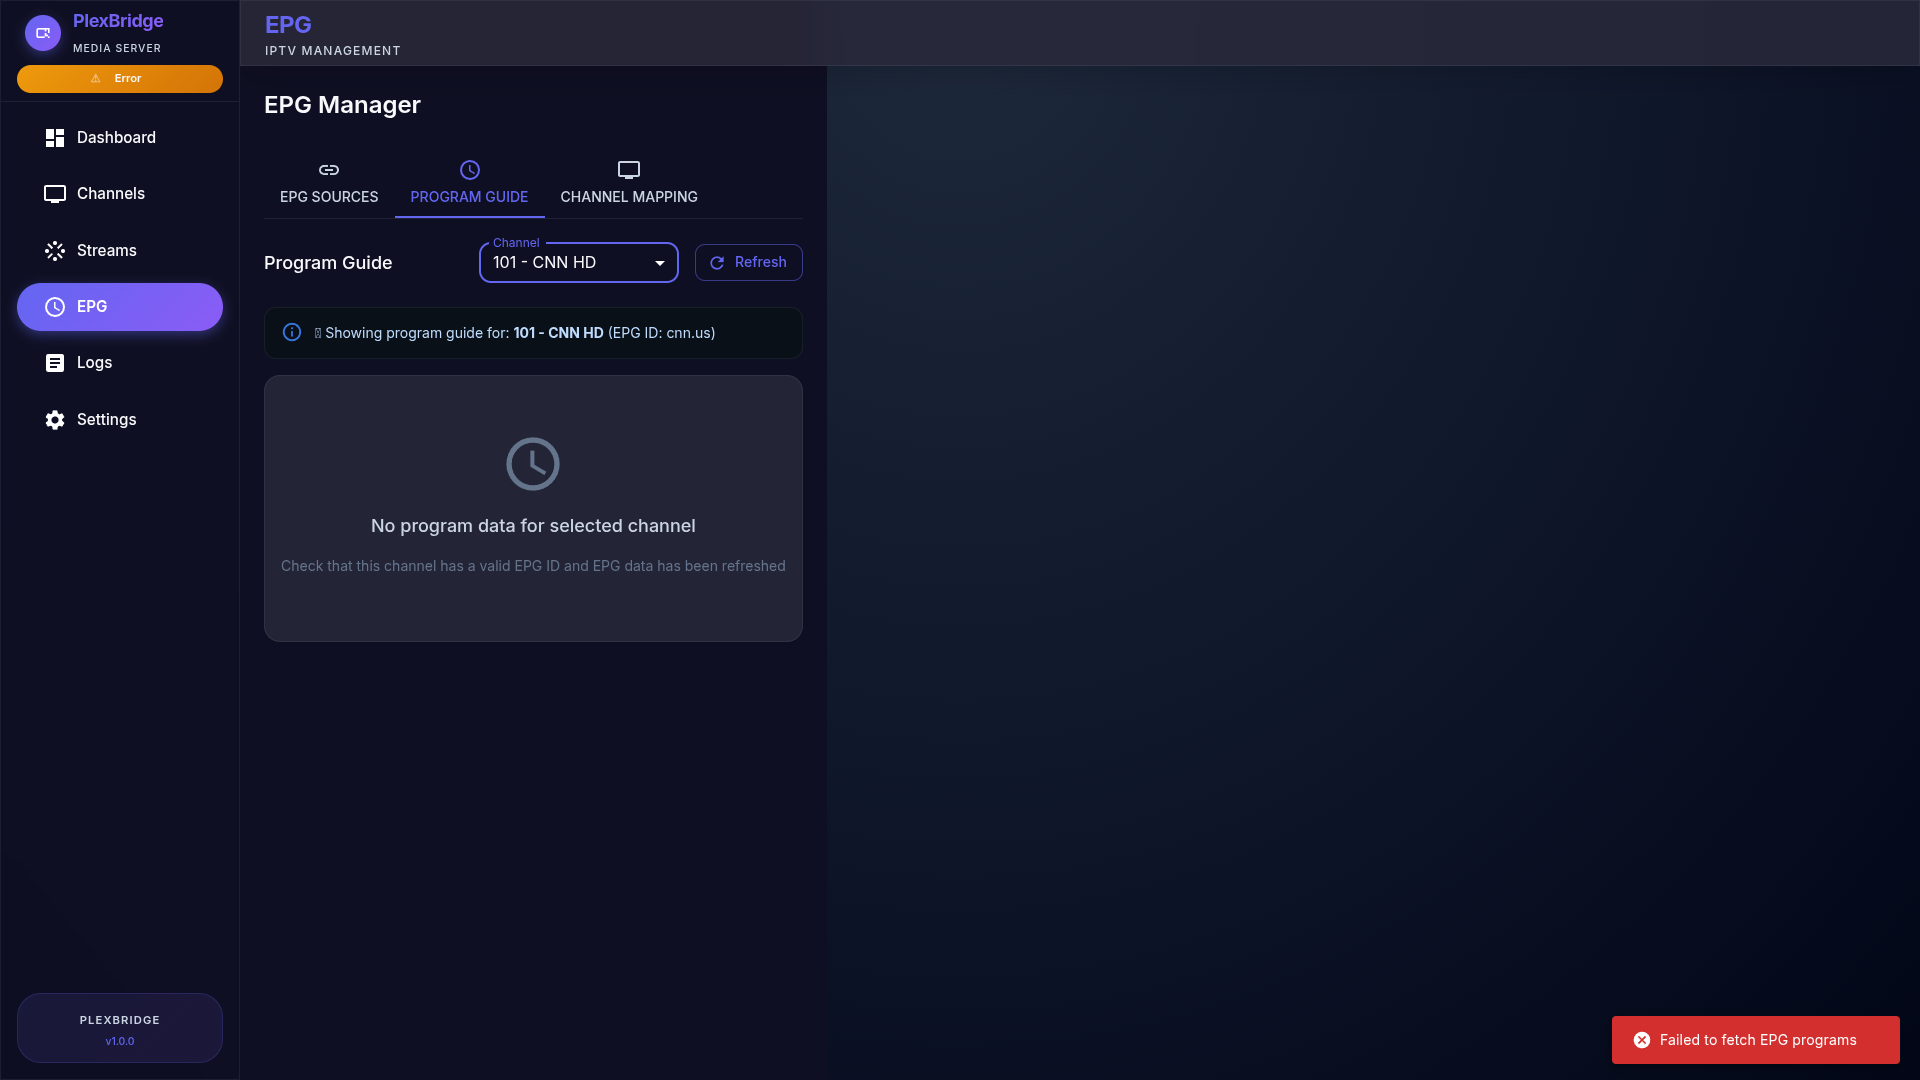 PlexBridge
MEDIA SERVER
⚠ Error
Dashboard
Channels
Streams
EPG
Logs
Settings
PLEXBRIDGE
v1.0.0
EPG
IPTV MANAGEMENT
EPG Manager
EPG SOURCES
PROGRAM GUIDE
CHANNEL MAPPING
Program Guide
Channel
101 - CNN HD
Refresh
Showing program guide for: 101 - CNN HD (EPG ID: cnn.us)
No program data for selected channel
Check that this channel has a valid EPG ID and EPG data has been refreshed
Failed to fetch EPG programs